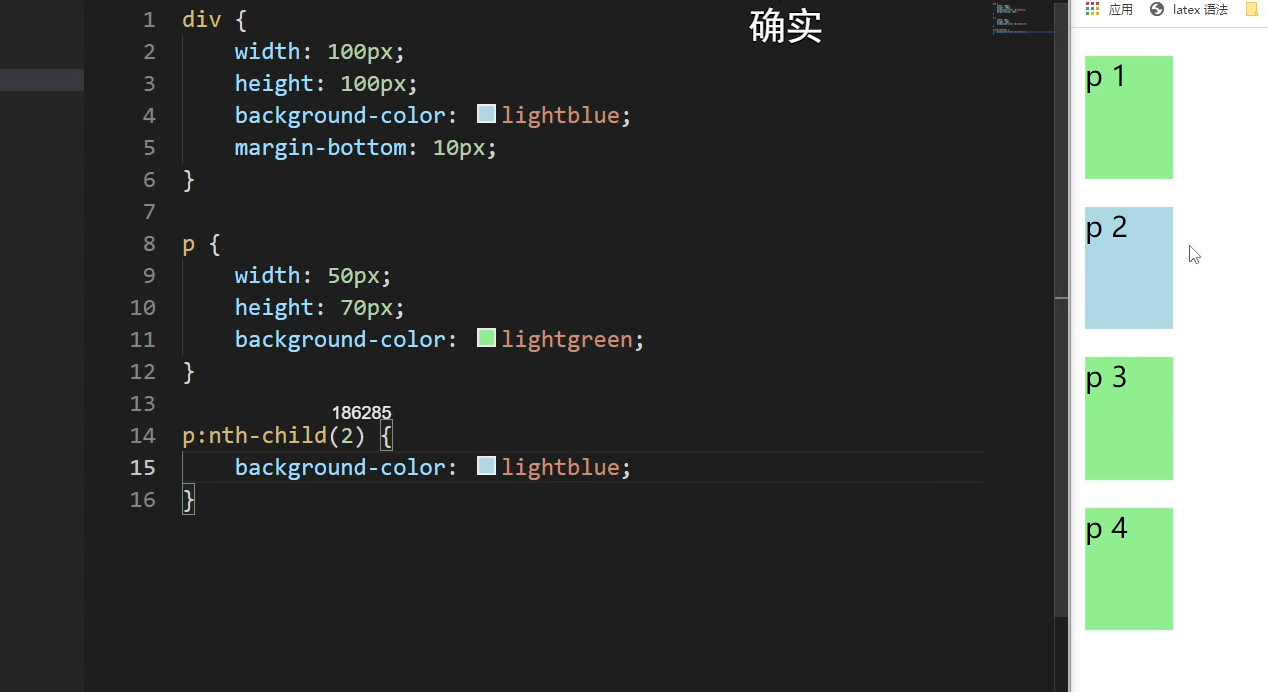 1 div {
2 width: 100px;
3 height: 100px;
4 background-color: lightblue;
5 margin-bottom: 10px;
6 }
7
8 p {
9 width: 50px;
10 height: 70px;
11 background-color: lightgreen;
12 }
13
186285
14 p:nth-child(2) {
15 background-color: lightblue;
16 }
确实
应用 latex 语法
p 1
p 2
p 3
p 4